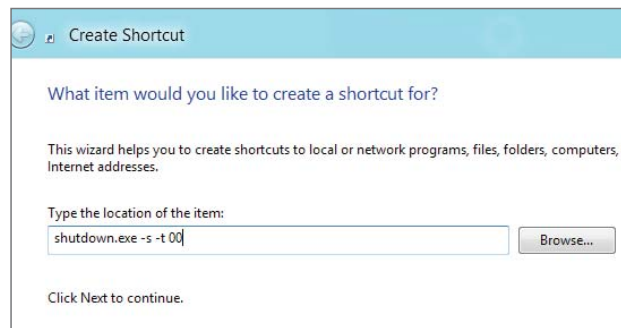 Create Shortcut
What item would you like to create a shortcut for?
This wizard helps you to create shortcuts to local or network programs, files, folders, computers,
Internet addresses.
Type the location of the item:
shutdown.exe -s -t 00
Browse...
Click Next to continue.